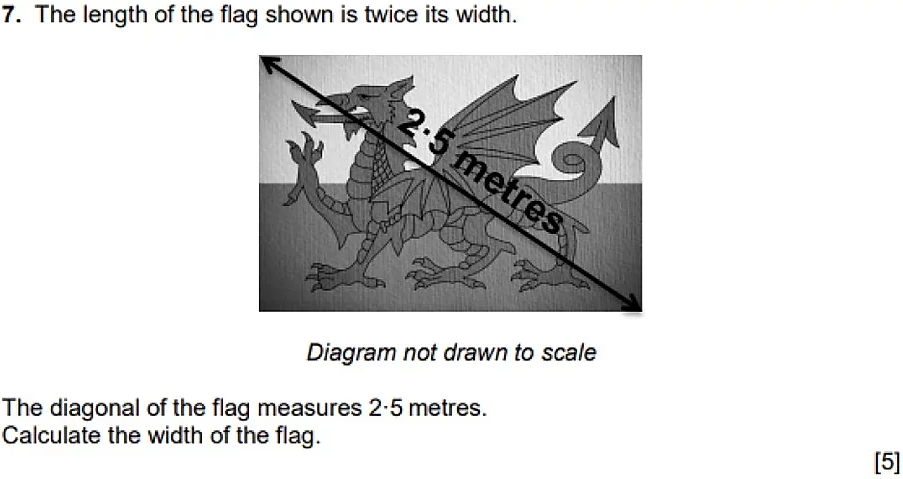 7. The length of the flag shown is twice its width.
2·5 metres
Diagram not drawn to scale
The diagonal of the flag measures 2·5 metres.
Calculate the width of the flag.
[5]